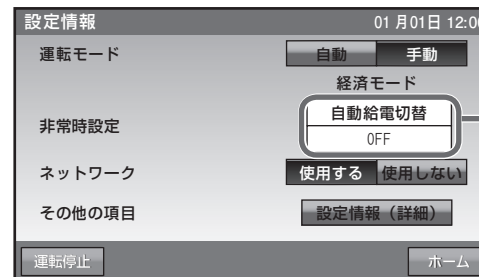 設定情報 01月01日 12:00
運転モード 自動 手動
経済モード
非常時設定 自動給電切替
OFF
ネットワーク 使用する 使用しない
その他の項目 設定情報（詳細）
運転停止 ホーム